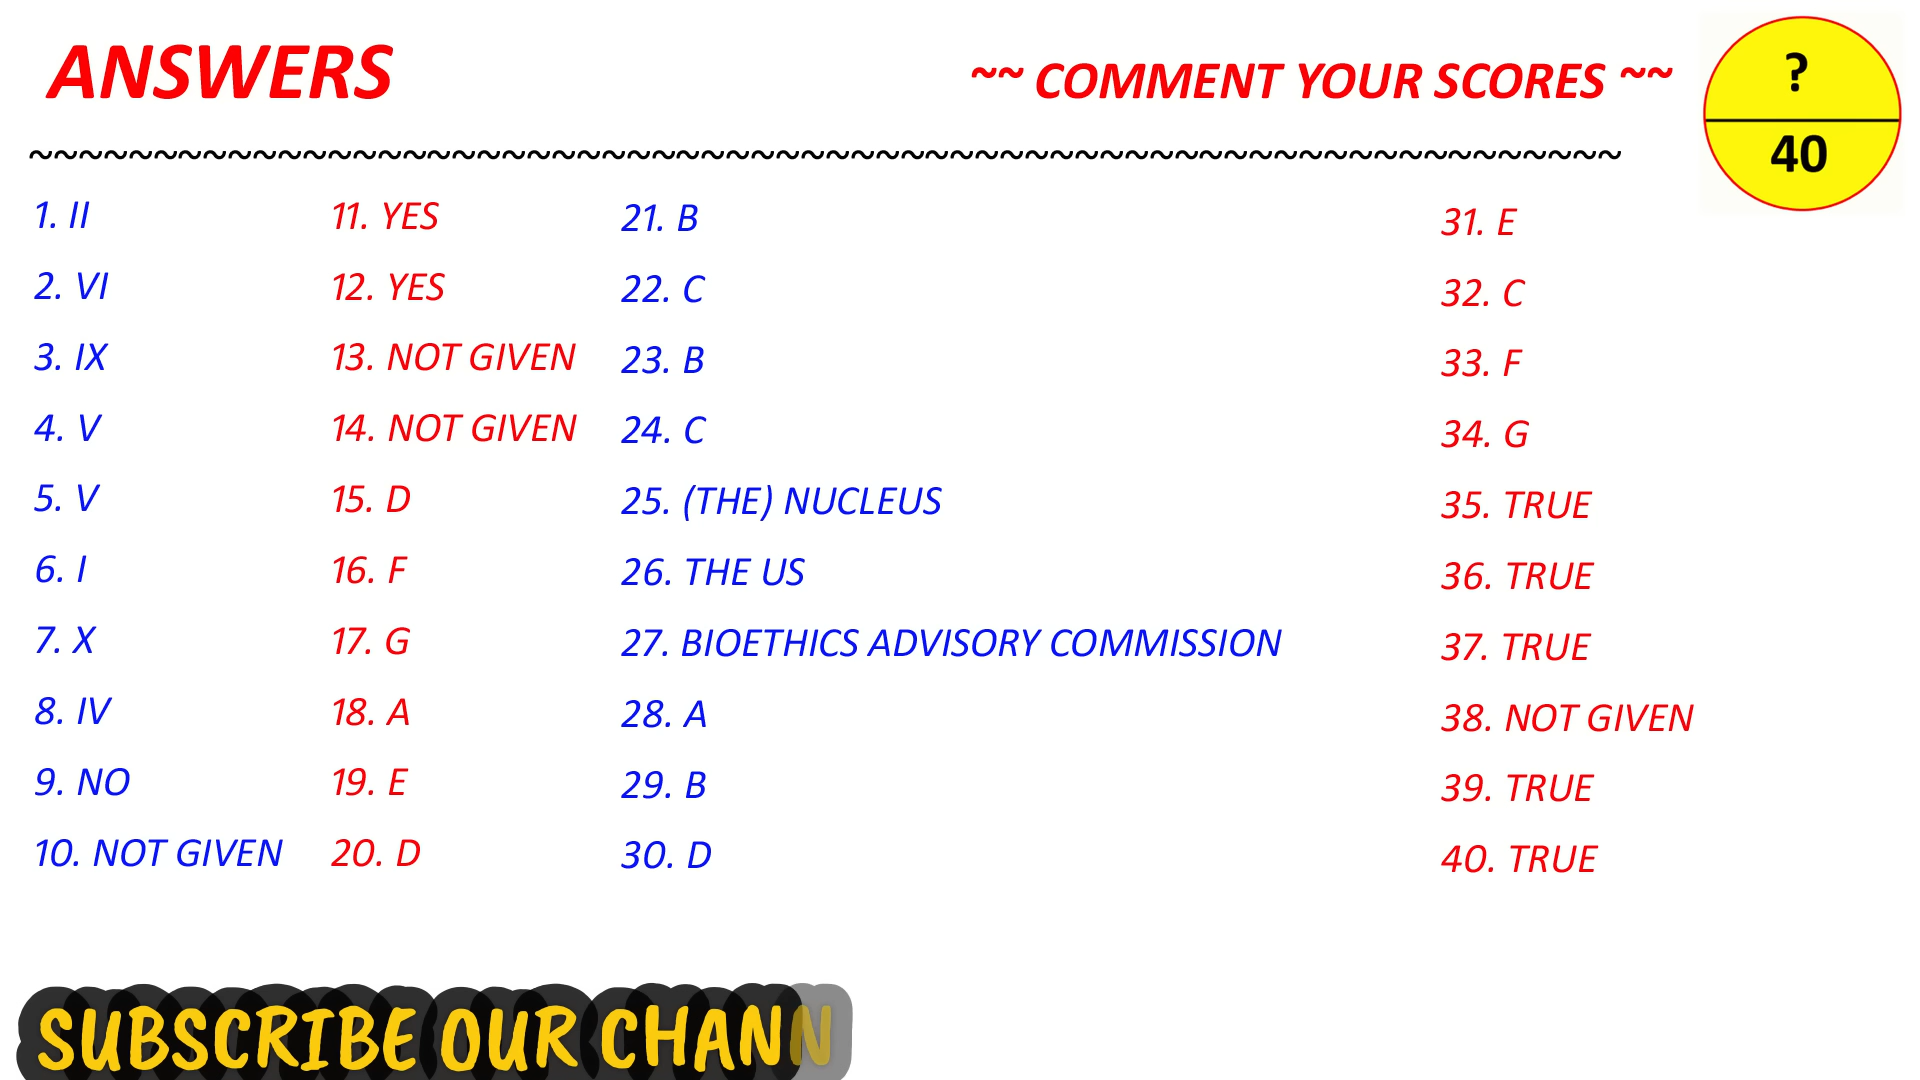 ANSWERS
~~ COMMENT YOUR SCORES ~~
?
40
~~~~~~~~~~~~~~~~~~~~~~~~~~~~~~~~~~~~~~~~~~~~~~~~~~~~~~~~~~~~~~~~
1. II
2. VI
3. IX
4. V
5. V
6. I
7. X
8. IV
9. NO
10. NOT GIVEN
11. YES
12. YES
13. NOT GIVEN
14. NOT GIVEN
15. D
16. F
17. G
18. A
19. E
20. D
21. B
22. C
23. B
24. C
25. (THE) NUCLEUS
26. THE US
27. BIOETHICS ADVISORY COMMISSION
28. A
29. B
30. D
31. E
32. C
33. F
34. G
35. TRUE
36. TRUE
37. TRUE
38. NOT GIVEN
39. TRUE
40. TRUE
SUBSCRIBE OUR CHANN